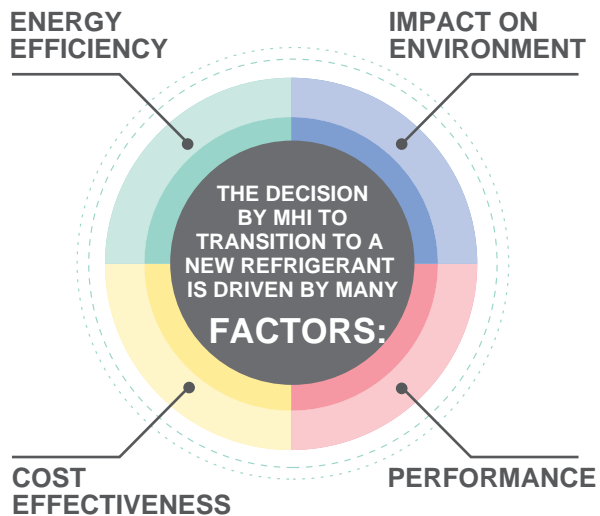 ENERGY
EFFICIENCY
IMPACT ON
ENVIRONMENT
THE DECISION
BY MHI TO
TRANSITION TO A
NEW REFRIGERANT
IS DRIVEN BY MANY
FACTORS:
COST
EFFECTIVENESS
PERFORMANCE